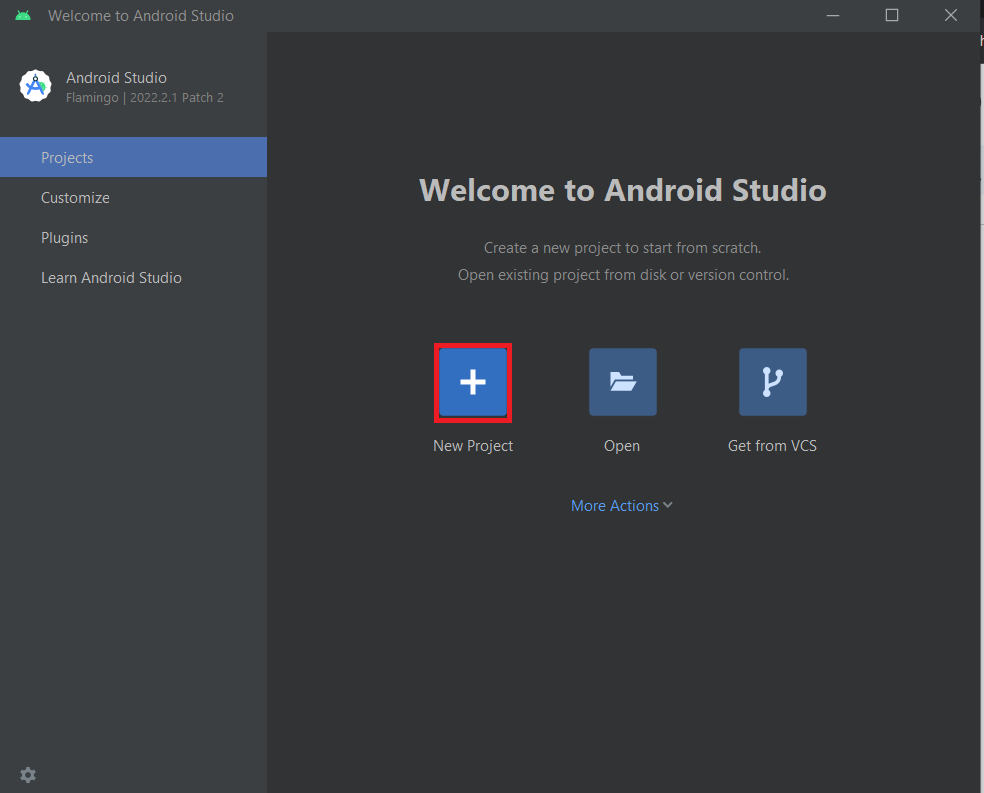 Welcome to Android Studio
Android Studio
Flamingo | 2022.2.1 Patch 2
Projects
Customize
Plugins
Learn Android Studio
Welcome to Android Studio
Create a new project to start from scratch.
Open existing project from disk or version control.
New Project
Open
Get from VCS
More Actions